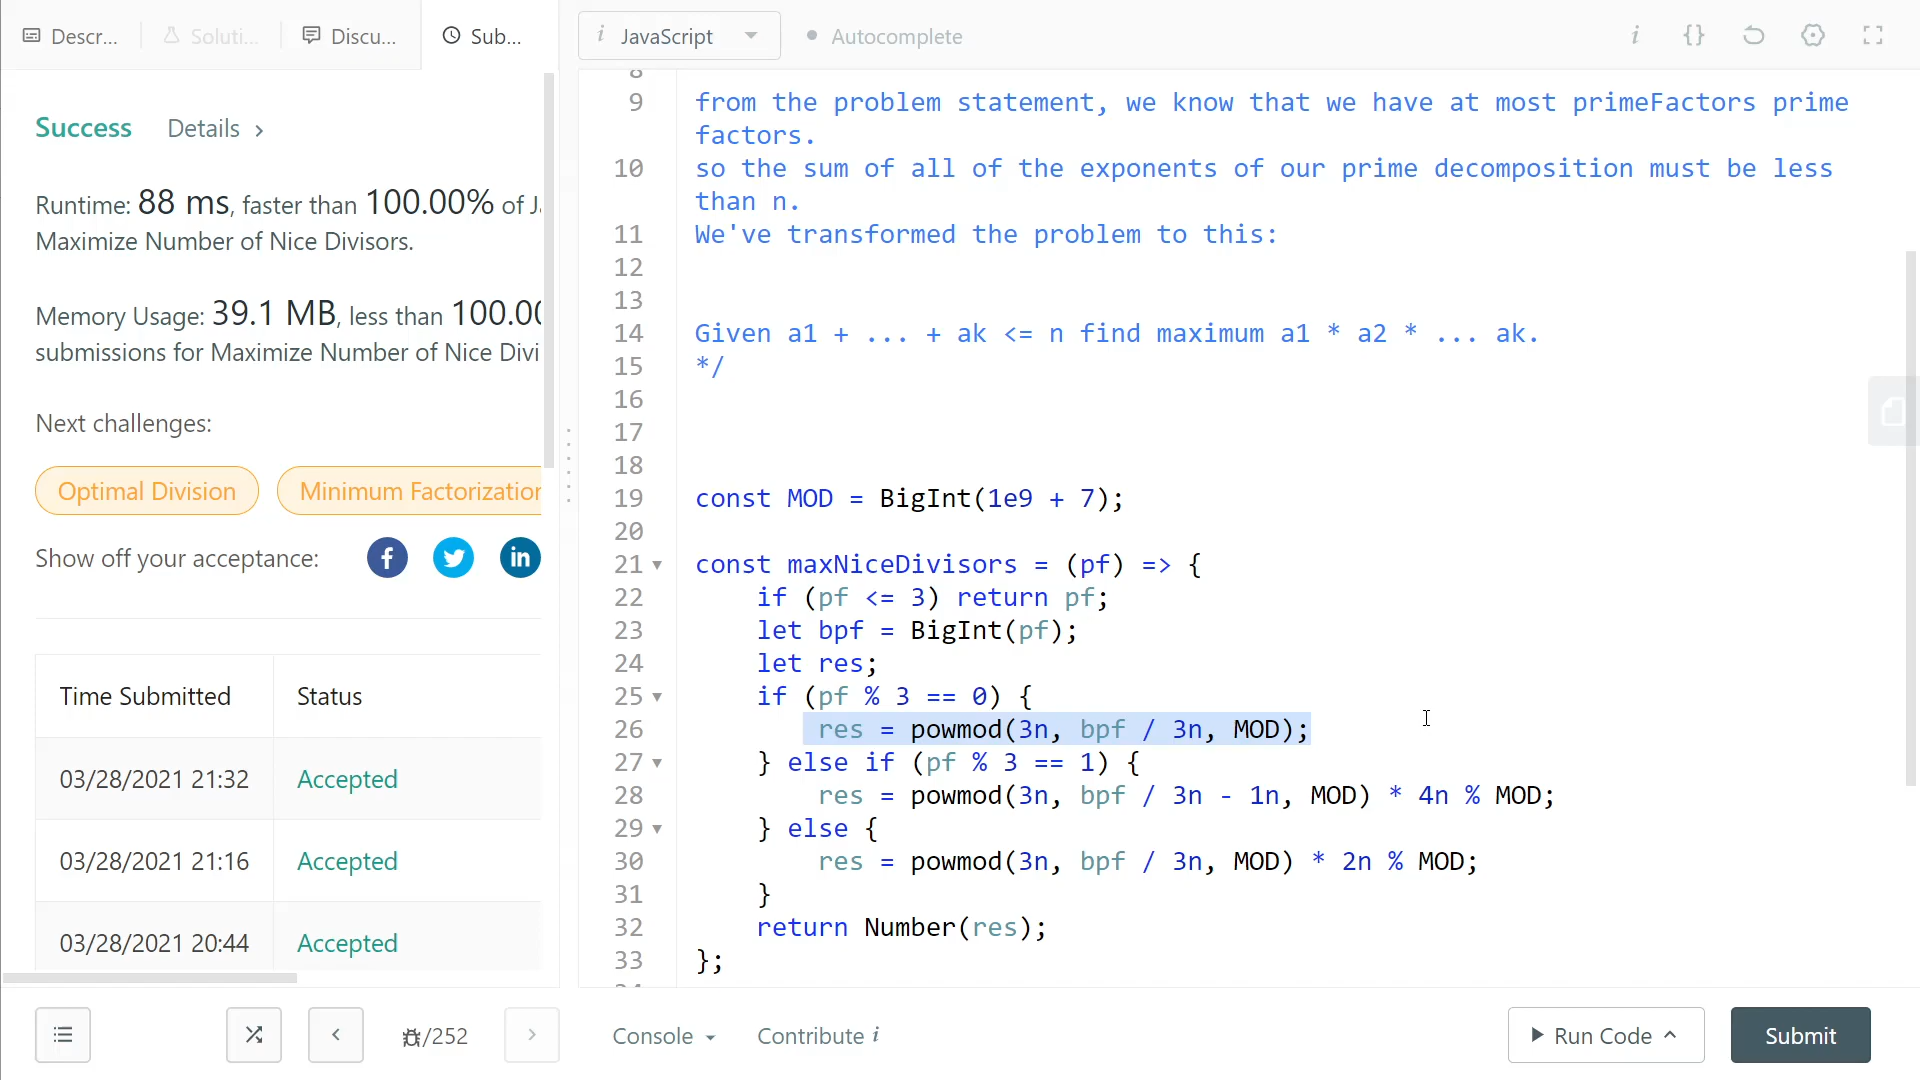 Descr...
Soluti...
Discu...
Sub...
i JavaScript
Autocomplete
i {}
Success Details >
Runtime: 88 ms, faster than 100.00% of J
Maximize Number of Nice Divisors.
Memory Usage: 39.1 MB, less than 100.00
submissions for Maximize Number of Nice Divi
Next challenges:
Optimal Division
Minimum Factorization
Show off your acceptance:
Time Submitted Status
03/28/2021 21:32 Accepted
03/28/2021 21:16 Accepted
03/28/2021 20:44 Accepted
/252
8
9 from the problem statement, we know that we have at most primeFactors prime
factors.
10 so the sum of all of the exponents of our prime decomposition must be less
than n.
11 We've transformed the problem to this:
12
13
14 Given a1 + ... + ak <= n find maximum a1 * a2 * ... ak.
15 */
16
17
18
19 const MOD = BigInt(1e9 + 7);
20
21 const maxNiceDivisors = (pf) => {
22 if (pf <= 3) return pf;
23 let bpf = BigInt(pf);
24 let res;
25 if (pf % 3 == 0) {
26 res = powmod(3n, bpf / 3n, MOD);
27 } else if (pf % 3 == 1) {
28 res = powmod(3n, bpf / 3n - 1n, MOD) * 4n % MOD;
29 } else {
30 res = powmod(3n, bpf / 3n, MOD) * 2n % MOD;
31 }
32 return Number(res);
33 };
Console
Contribute i
Run Code
Submit